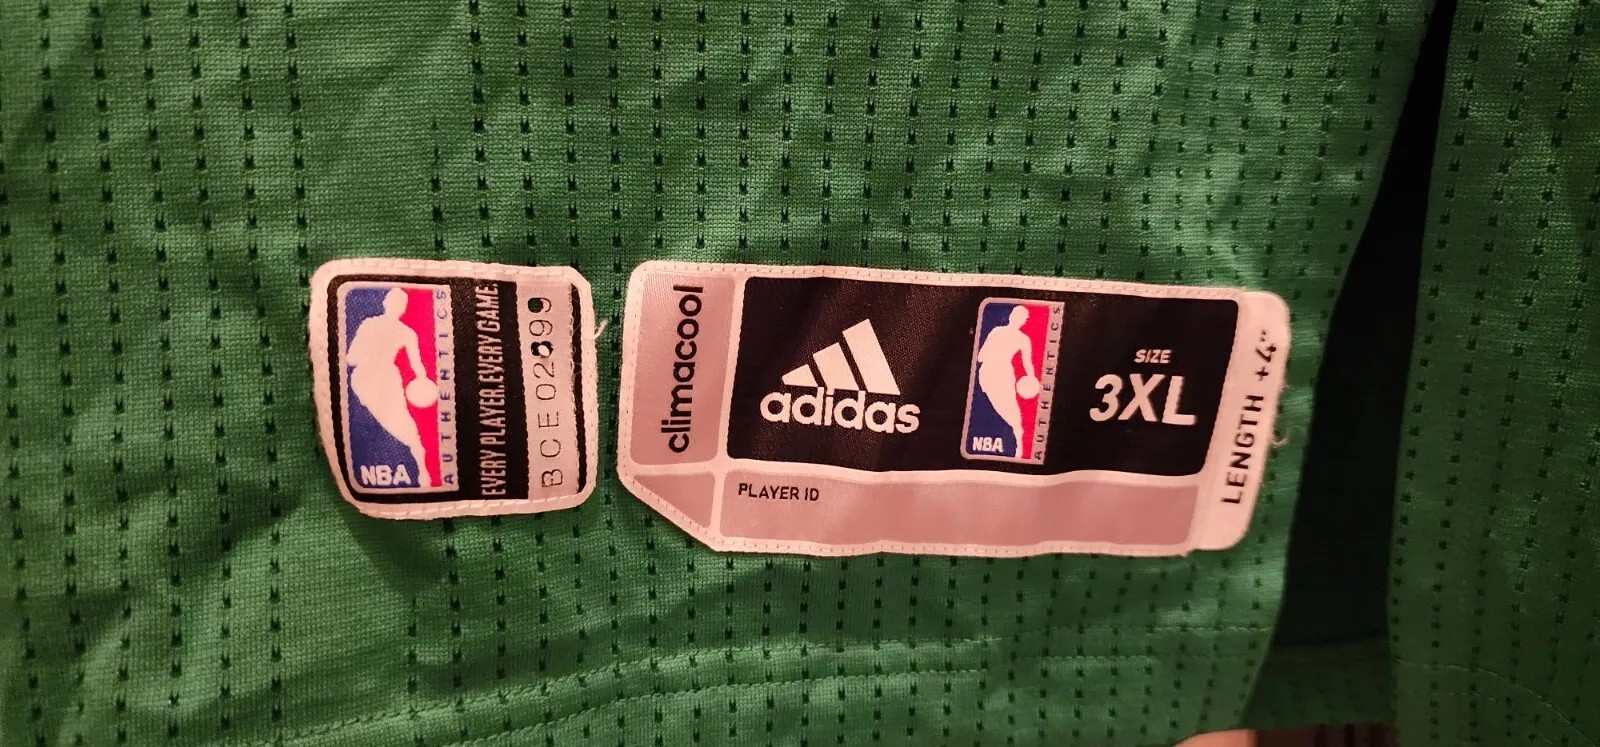 NBA
AUTHENTICS
EVERY PLAYER. EVERY GAME.
climacool
adidas
NBA
AUTHENTICS
SIZE
3XL
LENGTH +4"
PLAYER ID